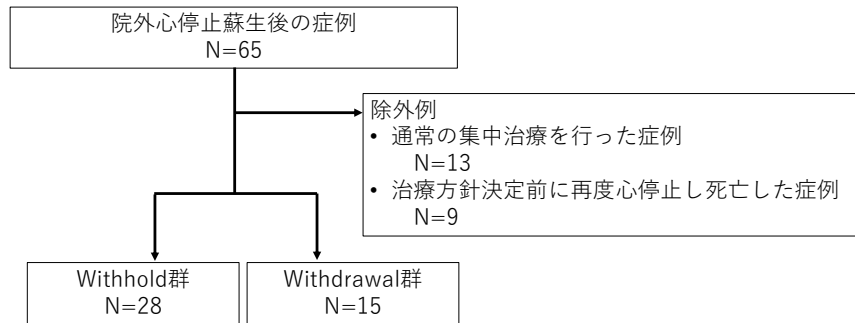 院外心停止蘇生後の症例
N=65
除外例
• 通常の集中治療を行った症例
N=13
• 治療方針決定前に再度心停止し死亡した症例
N=9
Withhold群
N=28
Withdrawal群
N=15